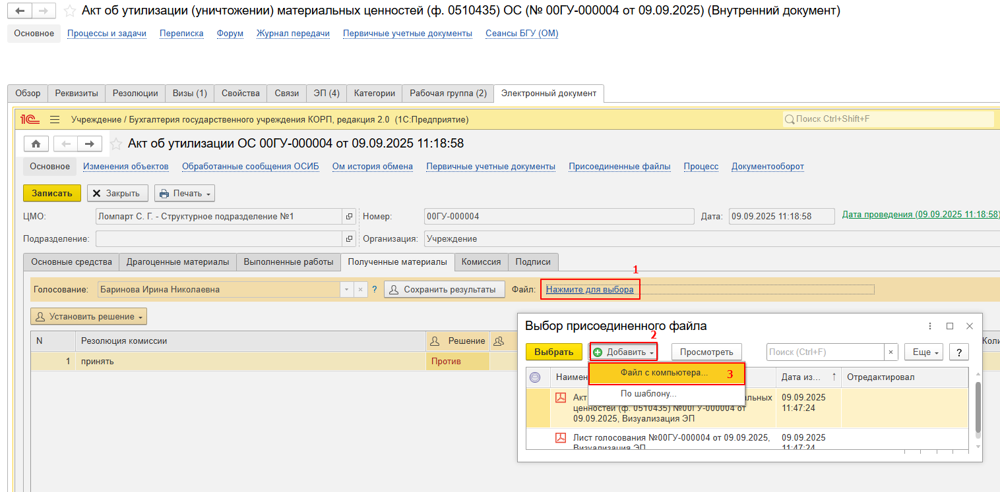 Акт об утилизации (уничтожении) материальных ценностей (ф. 0510435) ОС (№ 00ГУ-000004 от 09.09.2025) (Внутренний документ)
Основное Процессы и задачи Переписка Форум Журнал передачи Первичные учетные документы Сеансы БГУ (ОМ)
Обзор Реквизиты Резолюции Визы (1) Свойства Связи ЭП (4) Категории Рабочая группа (2) Электронный документ
1С Учреждение / Бухгалтерия государственного учреждения КОРП, редакция 2.0 (1С:Предприятие) Поиск Ctrl+Shift+F
Акт об утилизации ОС 00ГУ-000004 от 09.09.2025 11:18:58
Основное Изменения объектов Обработанные сообщения ОСИБ Ом история обмена Первичные учетные документы Присоединенные файлы Процесс Документооборот
Записать Закрыть Печать
ЦМО: Ломпарт С. Г. - Структурное подразделение №1 Номер: 00ГУ-000004 Дата: 09.09.2025 11:18:58 Дата проведения (09.09.2025 11:18:58)
Подразделение: Организация: Учреждение
Основные средства Драгоценные материалы Выполненные работы Полученные материалы Комиссия Подписи
1
Голосование: Баринова Ирина Николаевна ? Сохранить результаты Файл: Нажмите для выбора
Установить решение
N Резолюция комиссии Решение Коли
1 принять Против
Выбор присоединенного файла
2
Выбрать Добавить Просмотреть Поиск (Ctrl+F) × Еще ?
Файл с компьютера... 3
По шаблону...
Наимен Дата из... ↑ Отредактировал
Акт льных 09.09.2025
ценностей (ф. 0510435) №00ГУ-000004 от 11:47:24
09.09.2025, Визуализация ЭП
Лист голосования №00ГУ-000004 от 09.09.2025, 09.09.2025
Визуализация ЭП 11:47:24